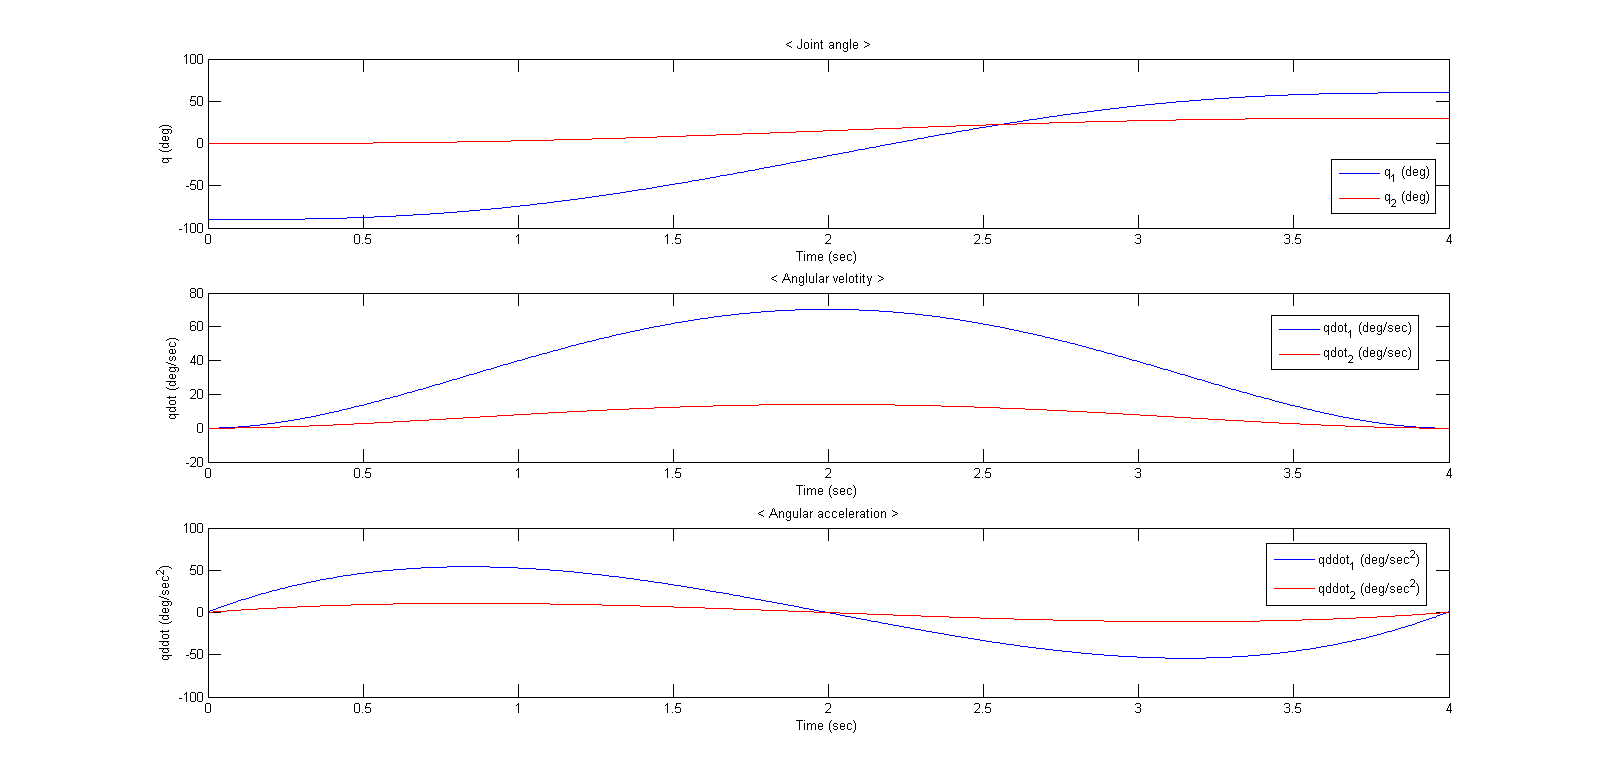 < Joint angle >
100
50
0
-50
-100
q (deg)
q1 (deg)
q2 (deg)
0 0.5 1 1.5 2 2.5 3 3.5 4
Time (sec)
< Anglular velotity >
80
60
40
20
0
-20
qdot (deg/sec)
qdot1 (deg/sec)
qdot2 (deg/sec)
0 0.5 1 1.5 2 2.5 3 3.5 4
Time (sec)
< Angular acceleration >
100
50
0
-50
-100
qddot (deg/sec2)
qddot1 (deg/sec2)
qddot2 (deg/sec2)
0 0.5 1 1.5 2 2.5 3 3.5 4
Time (sec)